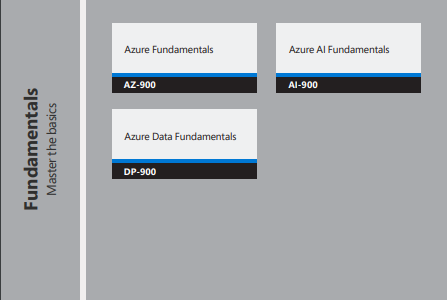 Fundamentals
Master the basics
Azure Fundamentals
AZ-900
Azure AI Fundamentals
AI-900
Azure Data Fundamentals
DP-900